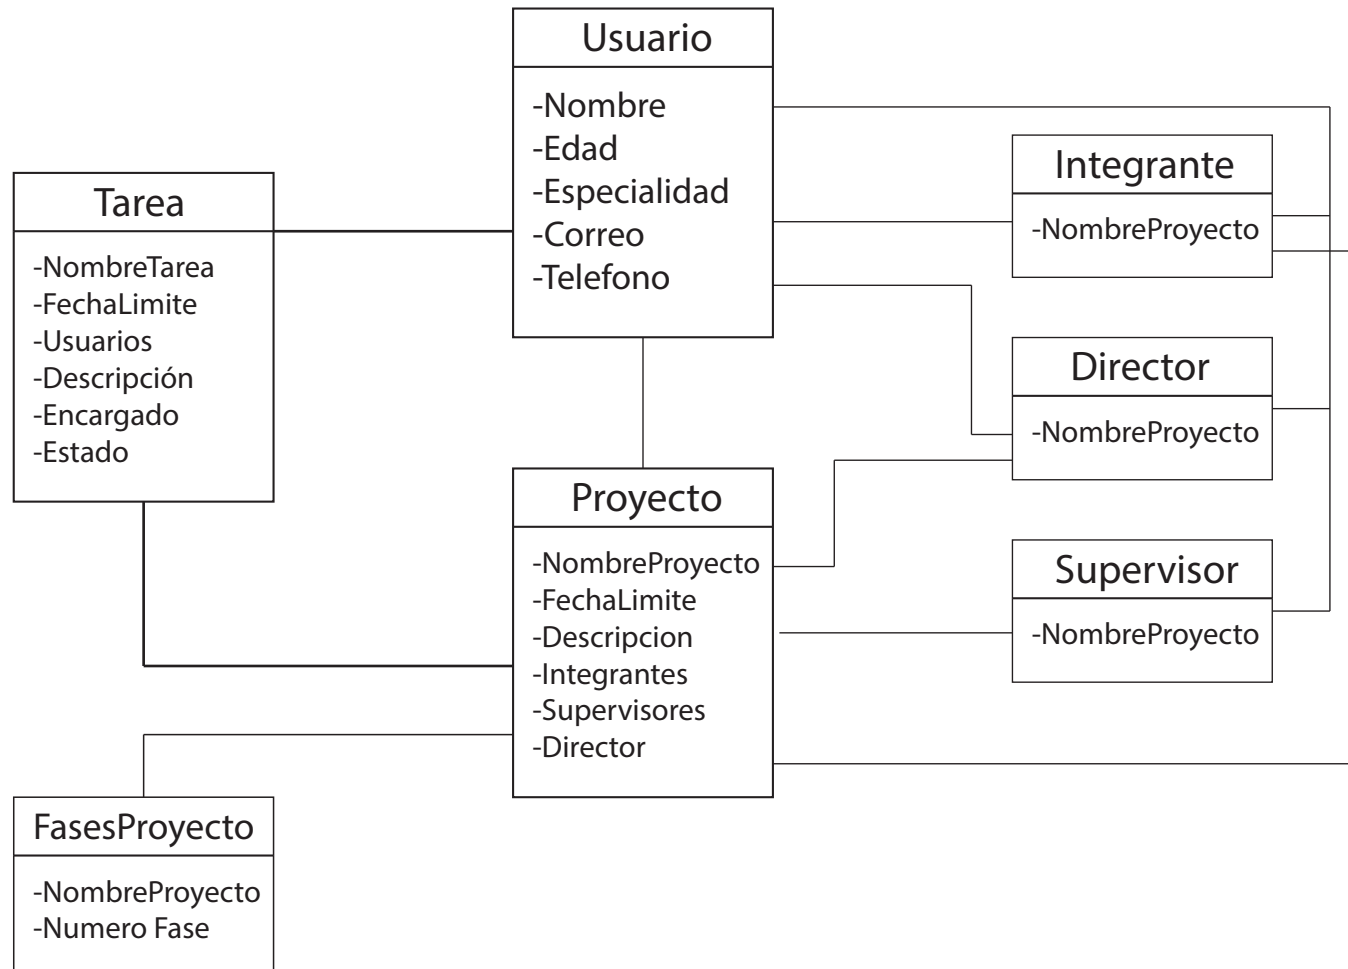 Usuario
-Nombre
-Edad
-Especialidad
-Correo
-Telefono
Tarea
-NombreTarea
-FechaLimite
-Usuarios
-Descripción
-Encargado
-Estado
Integrante
-NombreProyecto
Director
-NombreProyecto
Proyecto
-NombreProyecto
-FechaLimite
-Descripcion
-Integrantes
-Supervisores
-Director
Supervisor
-NombreProyecto
FasesProyecto
-NombreProyecto
-Numero Fase